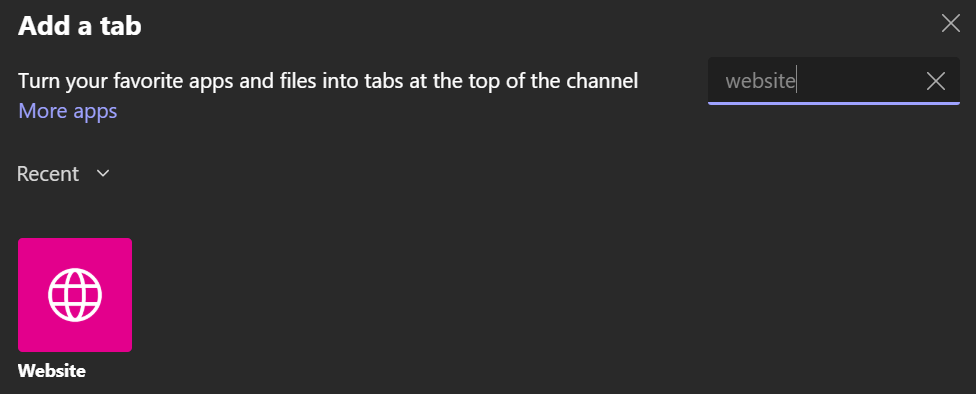 Add a tab
Turn your favorite apps and files into tabs at the top of the channel
More apps
website
Recent
Website